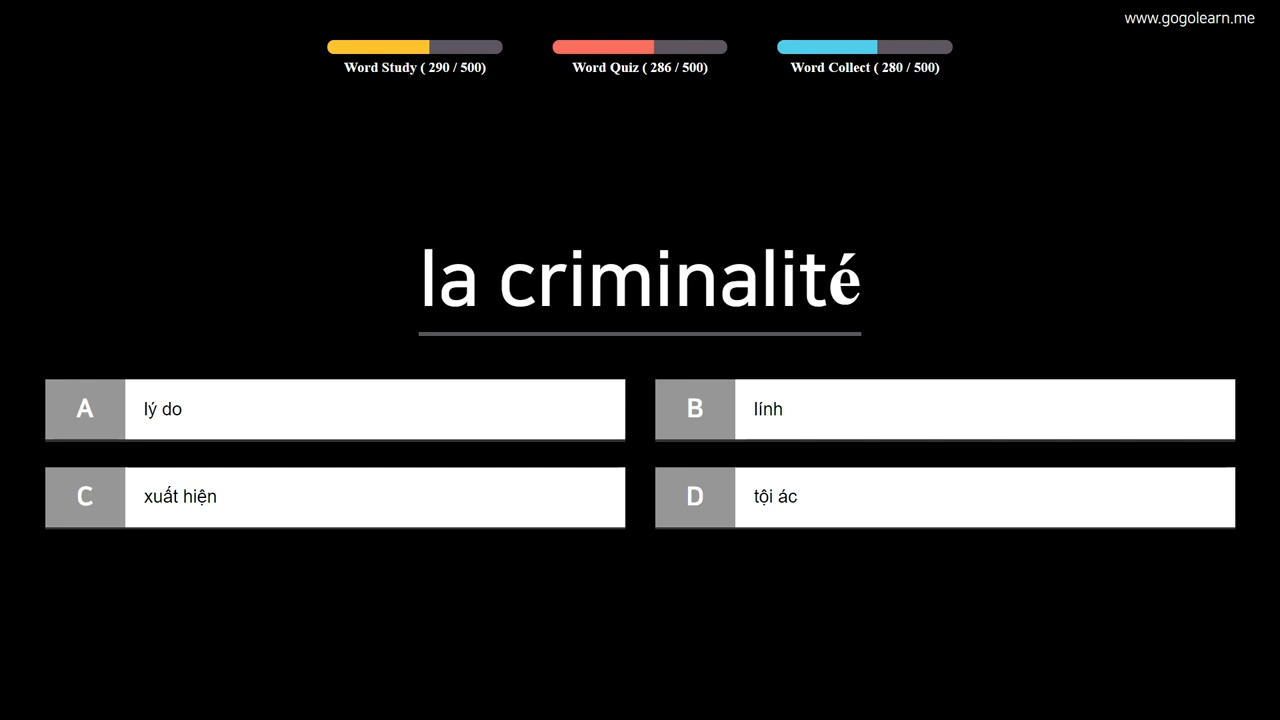 www.gogolearn.me
Word Study ( 290 / 500)
Word Quiz ( 286 / 500)
Word Collect ( 280 / 500)
la criminalité
A lý do
B lính
C xuất hiện
D tội ác